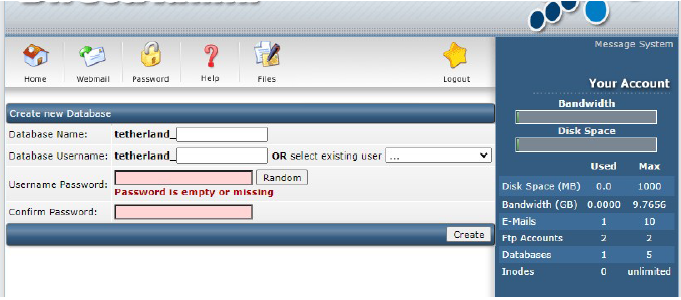 Message System
Home Webmail Password Help Files Logout
Your Account
Bandwidth
Disk Space
Create new Database
Database Name: tetherland_
Database Username: tetherland_ OR select existing user ...
Username Password: Random
Password is empty or missing
Confirm Password:
Create
Used Max
Disk Space (MB) 0.0 1000
Bandwidth (GB) 0.0000 9.7656
E-Mails 1 10
Ftp Accounts 2 2
Databases 1 5
Inodes 0 unlimited